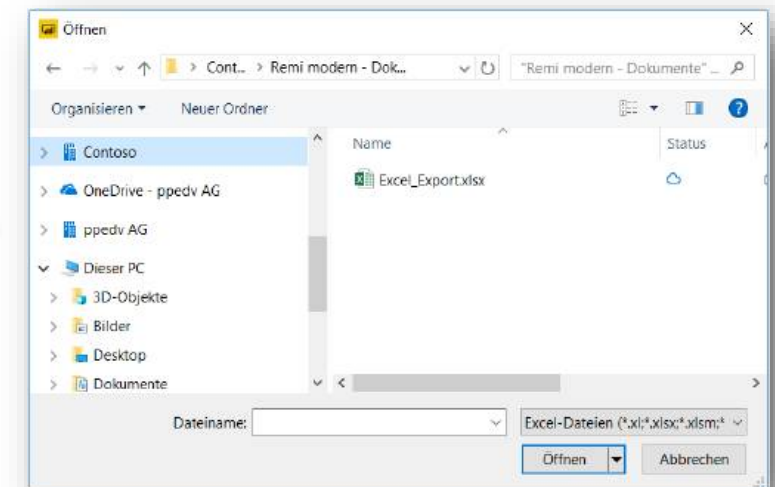 Öffnen
Cont... > Remi modern - Dok...
"Remi modern - Dokumente" ...
Organisieren Neuer Ordner
Name Status
Contoso
Excel_Export.xlsx
OneDrive - ppedv AG
ppedv AG
Dieser PC
3D-Objekte
Bilder
Desktop
Dokumente
Dateiname:
Excel-Dateien (*.xl;*.xlsx;*.xlsm;*
Öffnen Abbrechen